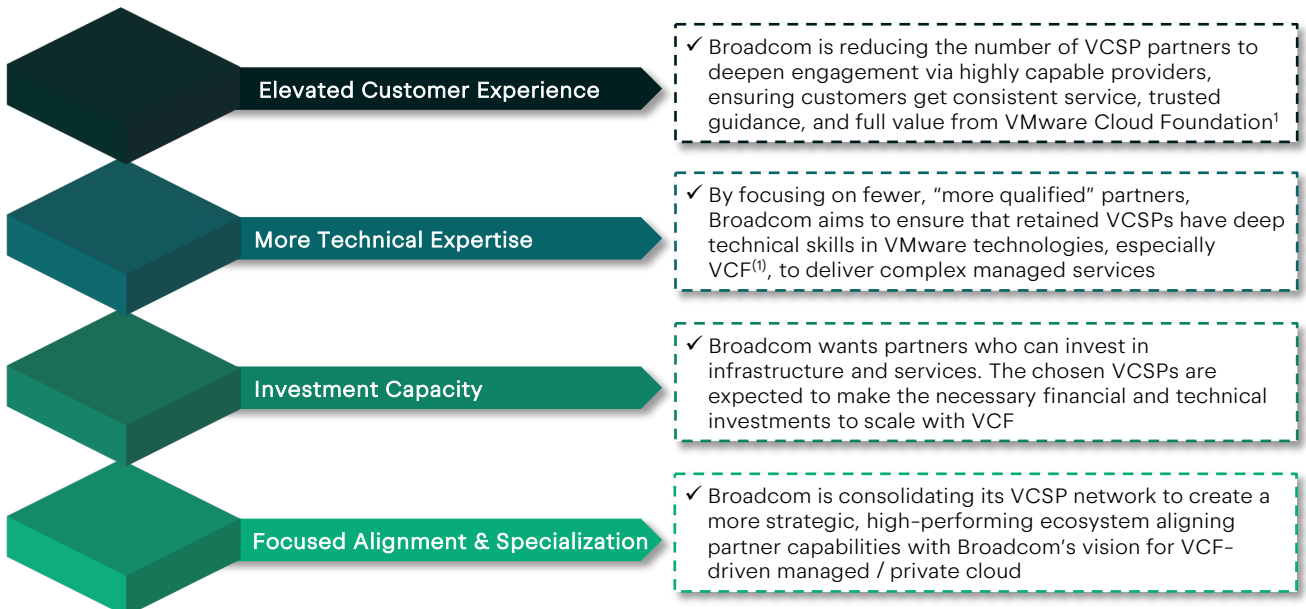 Elevated Customer Experience
✓ Broadcom is reducing the number of VCSP partners to
deepen engagement via highly capable providers,
ensuring customers get consistent service, trusted
guidance, and full value from VMware Cloud Foundation¹
More Technical Expertise
✓ By focusing on fewer, “more qualified” partners,
Broadcom aims to ensure that retained VCSPs have deep
technical skills in VMware technologies, especially
VCF⁽¹⁾, to deliver complex managed services
Investment Capacity
✓ Broadcom wants partners who can invest in
infrastructure and services. The chosen VCSPs are
expected to make the necessary financial and technical
investments to scale with VCF
Focused Alignment & Specialization
✓ Broadcom is consolidating its VCSP network to create a
more strategic, high-performing ecosystem aligning
partner capabilities with Broadcom’s vision for VCF-
driven managed / private cloud